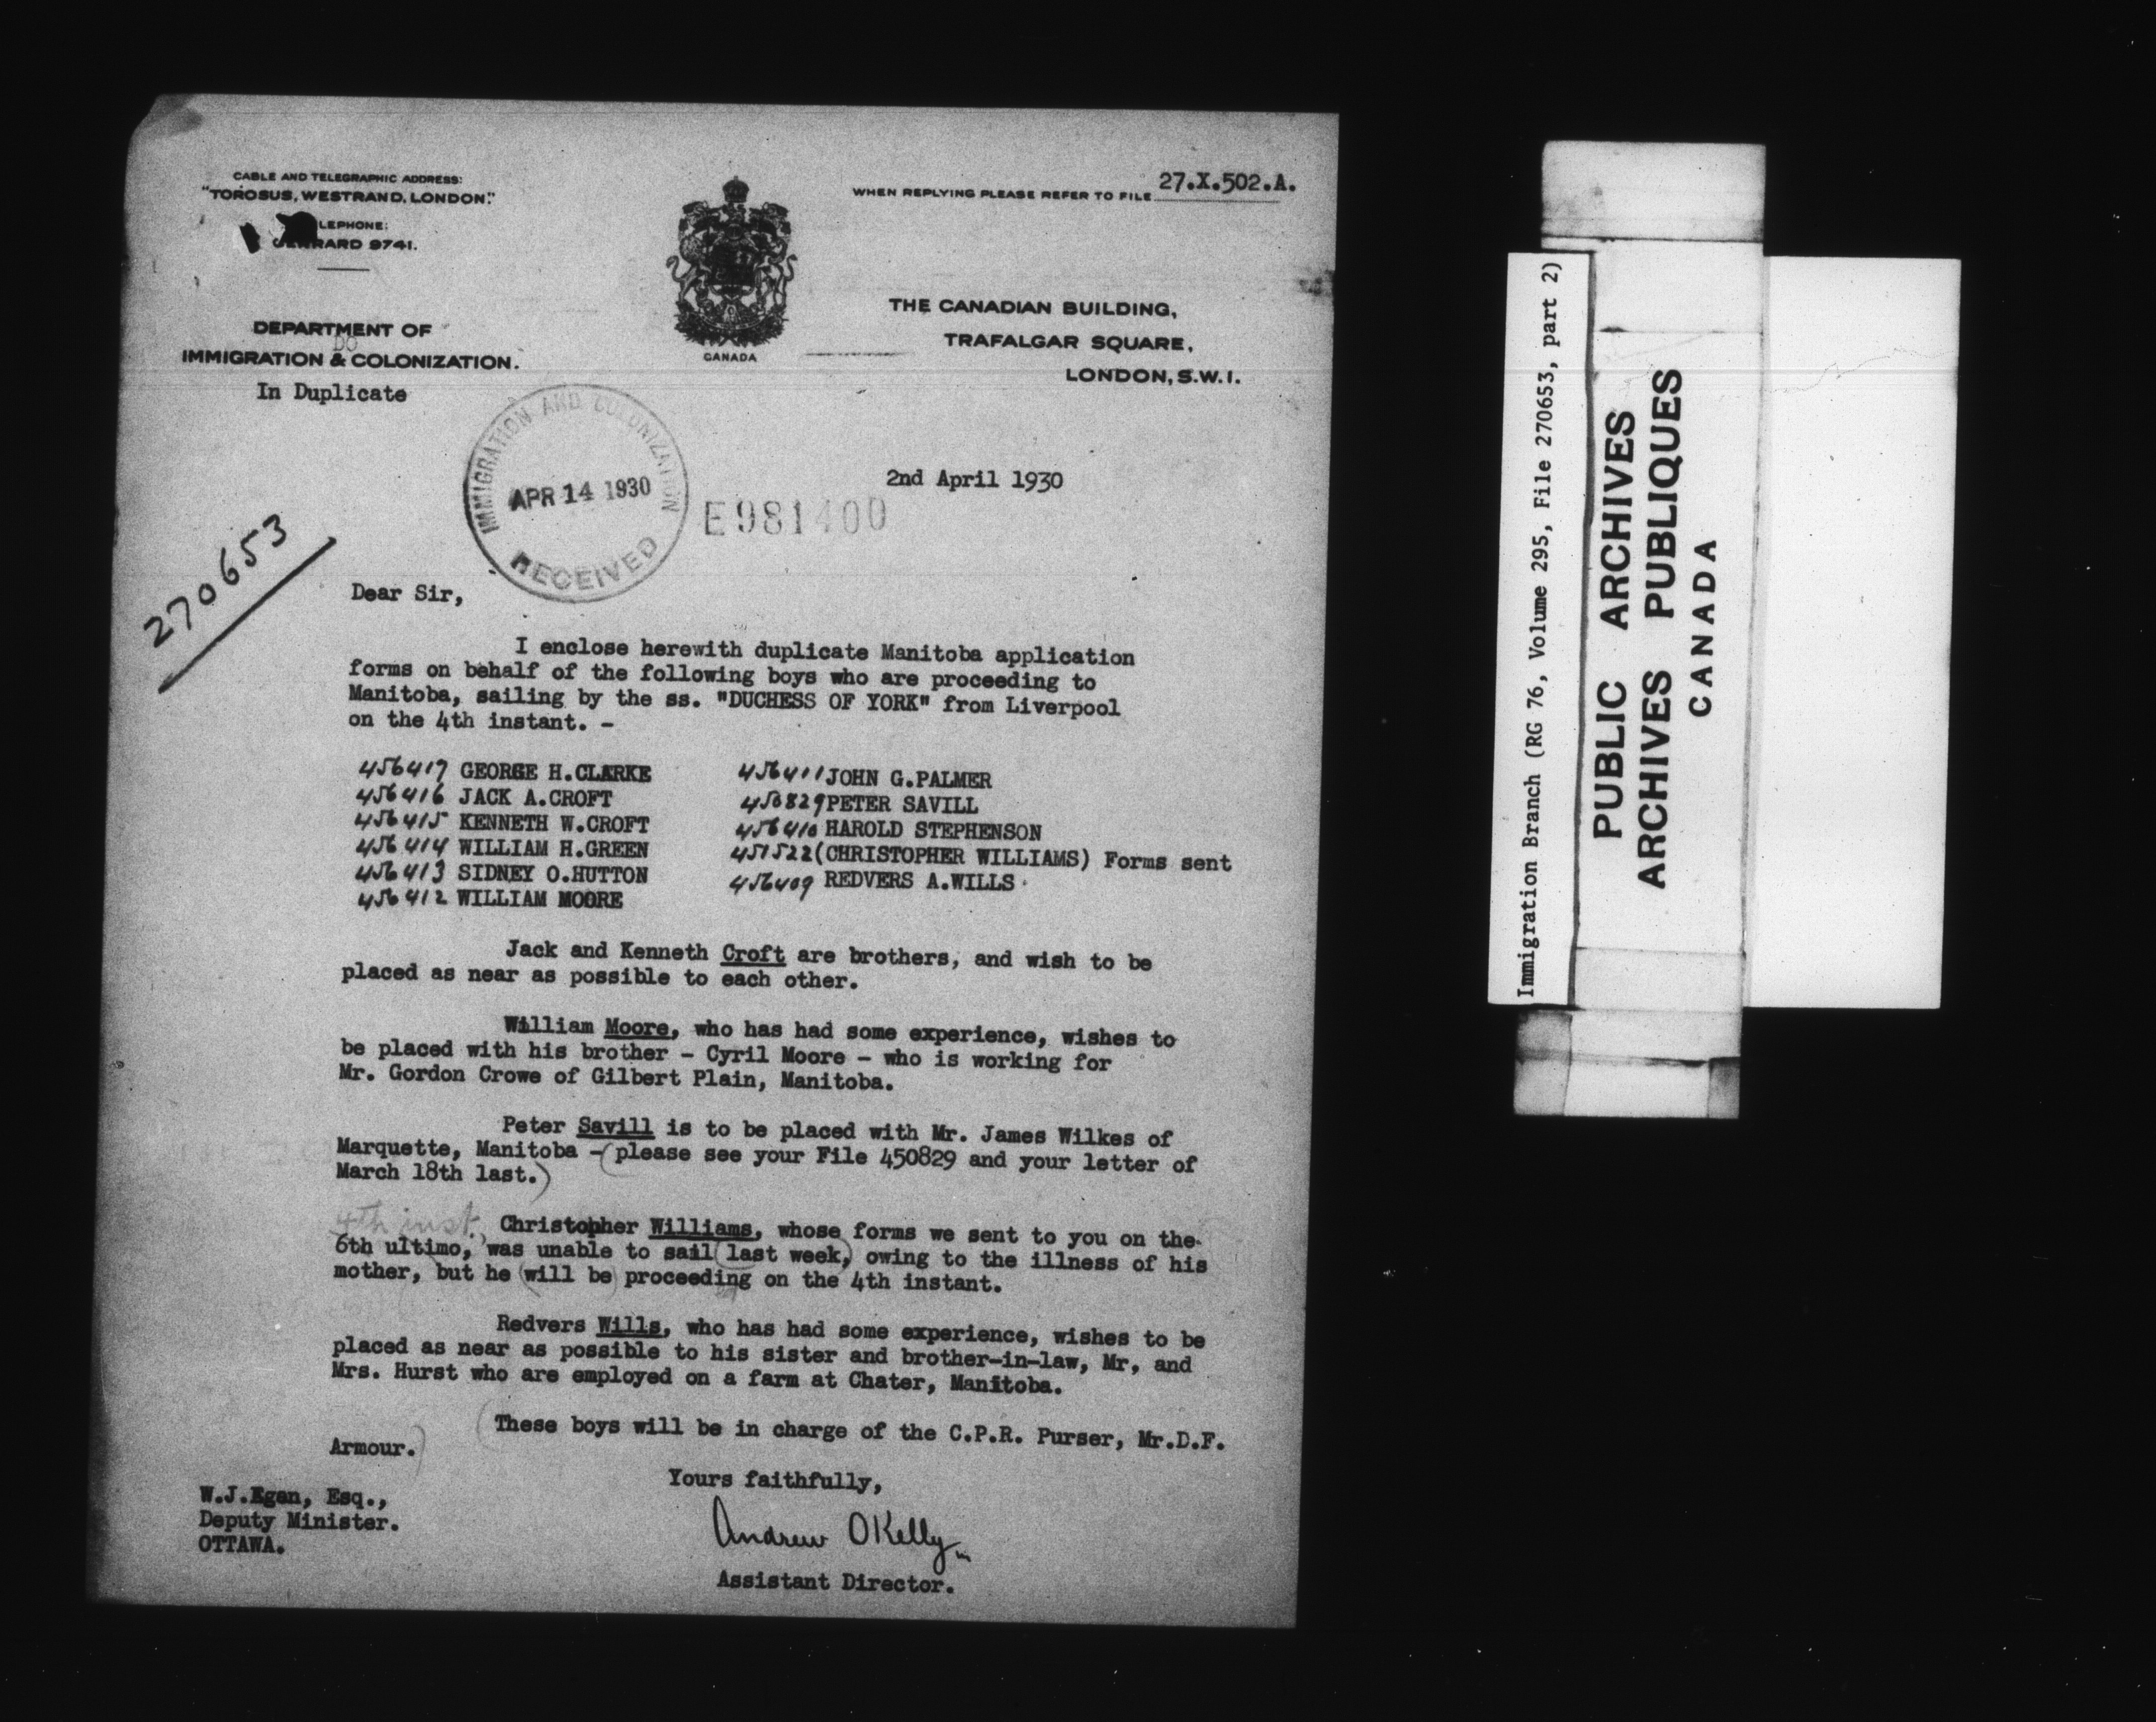 CABLE AND TELEGRAPHIC ADDRESS:
"TOROSUS, WESTRAND, LONDON."
LEPHONE:
GERRARD 9741.
WHEN REPLYING PLEASE REFER TO FILE 27.X.502.A.
CANADA
DEPARTMENT OF
DO
IMMIGRATION & COLONIZATION.
In Duplicate
THE CANADIAN BUILDING,
TRAFALGAR SQUARE,
LONDON, S.W.1.
IMMIGRATION AND COLONIZATION
APR 14 1930
RECEIVED
2nd April 1930
E981400
270653
Dear Sir,
I enclose herewith duplicate Manitoba application
forms on behalf of the following boys who are proceeding to
Manitoba, sailing by the ss. "DUCHESS OF YORK" from Liverpool
on the 4th instant. -
456417 GEORGE H.CLARKE 456411 JOHN G.PALMER
456416 JACK A.CROFT 450829 PETER SAVILL
456415 KENNETH W.CROFT 456410 HAROLD STEPHENSON
456414 WILLIAM H.GREEN 451522 (CHRISTOPHER WILLIAMS) Forms sent
456413 SIDNEY O.HUTTON 456409 REDVERS A.WILLS
456412 WILLIAM MOORE
Jack and Kenneth Croft are brothers, and wish to be
placed as near as possible to each other.
William Moore, who has had some experience, wishes to
be placed with his brother - Cyril Moore - who is working for
Mr. Gordon Crowe of Gilbert Plain, Manitoba.
Peter Savill is to be placed with Mr. James Wilkes of
Marquette, Manitoba - (please see your File 450829 and your letter of
March 18th last.)
4th inst.
Christopher Williams, whose forms we sent to you on the
6th ultimo, was unable to sail (last week,) owing to the illness of his
mother, but he (will be) proceeding on the 4th instant.
Redvers Wills, who has had some experience, wishes to be
placed as near as possible to his sister and brother-in-law, Mr, and
Mrs. Hurst who are employed on a farm at Chater, Manitoba.
(These boys will be in charge of the C.P.R. Purser, Mr.D.F.
Armour.)
Yours faithfully,
Andrew OKelly
Assistant Director.
W.J.Egan, Esq.,
Deputy Minister.
OTTAWA.
Immigration Branch (RG 76, Volume 295, File 270653, part 2)
PUBLIC ARCHIVES
ARCHIVES PUBLIQUES
CANADA